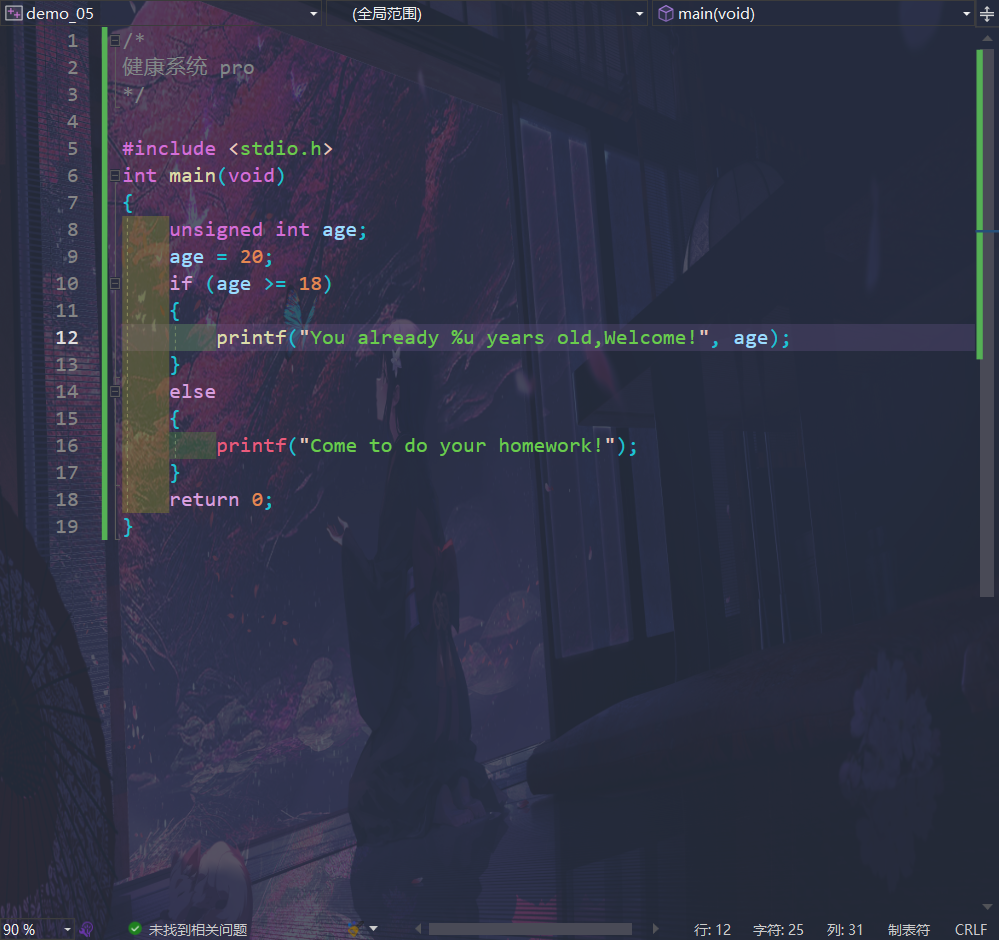 demo_05 (全局范围) main(void)
1 /*
2 健康系统 pro
3 */
4
5 #include <stdio.h>
6 int main(void)
7 {
8 unsigned int age;
9 age = 20;
10 if (age >= 18)
11 {
12 printf("You already %u years old,Welcome!", age);
13 }
14 else
15 {
16 printf("Come to do your homework!");
17 }
18 return 0;
19 }
90 % 未找到相关问题 行: 12 字符: 25 列: 31 制表符 CRLF